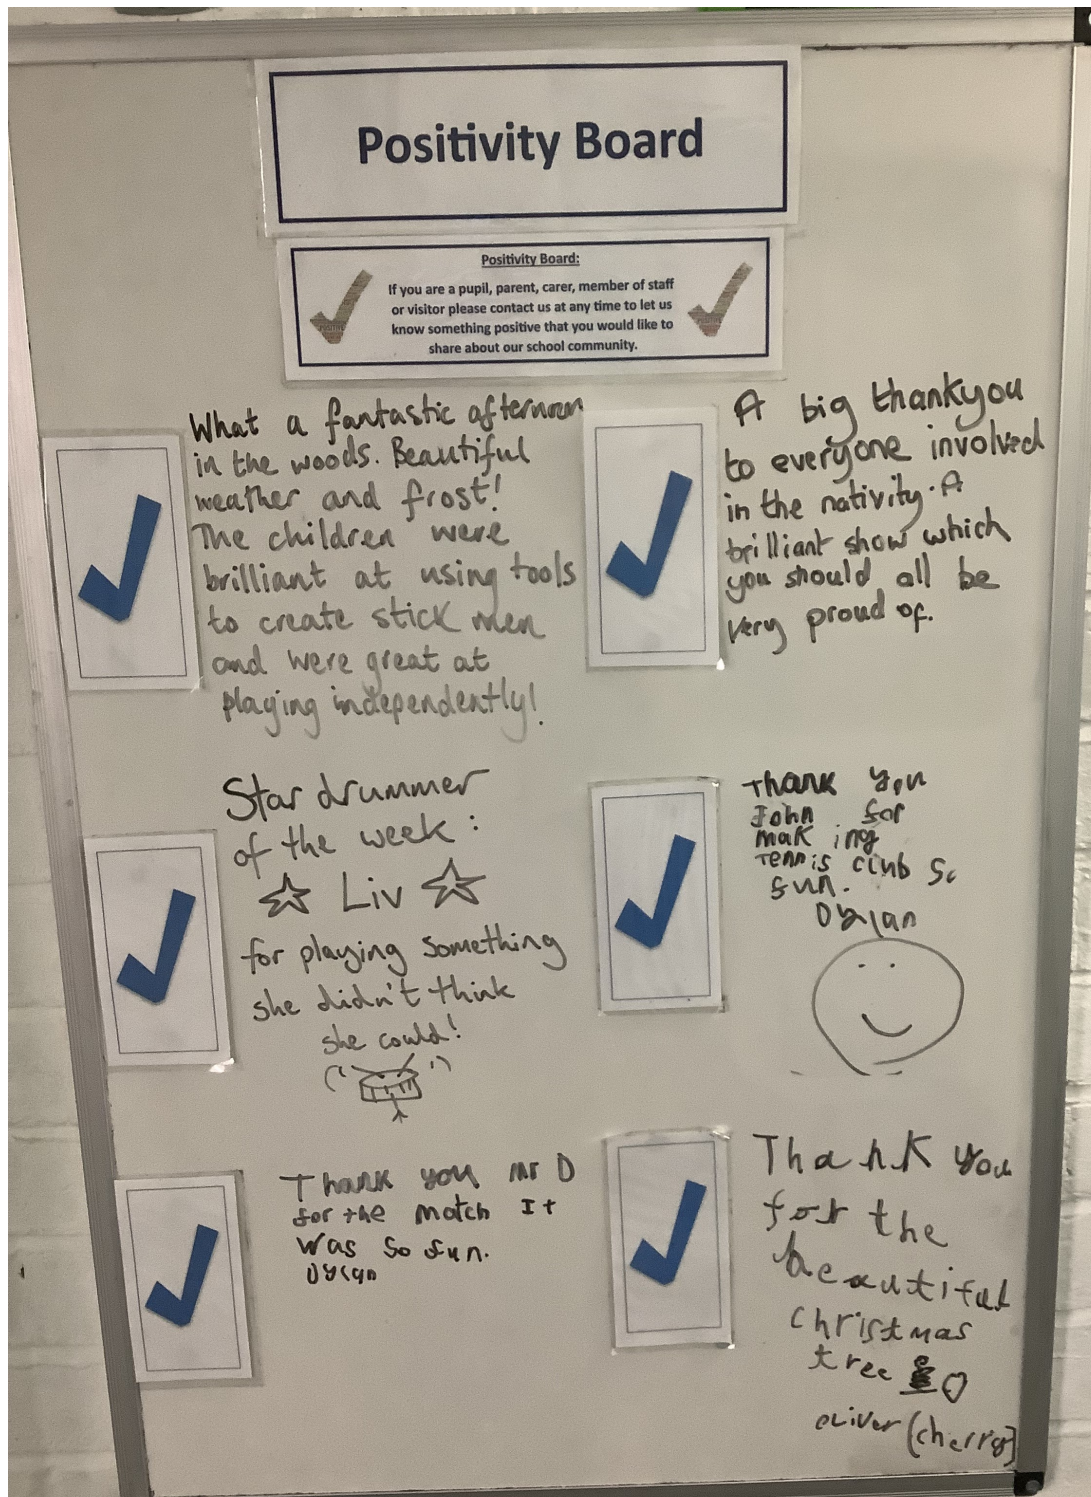 Positivity Board
Positivity Board:
If you are a pupil, parent, carer, member of staff
or visitor please contact us at any time to let us
know something positive that you would like to
share about our school community.
What a fantastic afternoon
in the woods. Beautiful
weather and frost!
The children were
brilliant at using tools
to create stick men
and were great at
playing independently!
A big thankyou
to everyone involved
in the nativity. A
brilliant show which
you should all be
very proud of.
Star drummer
of the week:
Liv
for playing something
she didn't think
she could!
Thank you
John for
making
Tennis club so
fun.
Dylan
Thank you Mr D
for the match It
was so fun.
Dylan
Thank you
for the
beautiful
christmas
tree
oliver (cherry)